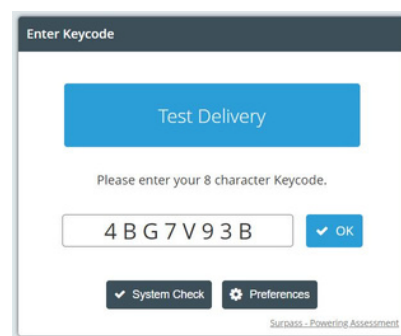 Enter Keycode
Test Delivery
Please enter your 8 character Keycode.
4BG7V93B
OK
System Check
Preferences
Surpass - Powering Assessment